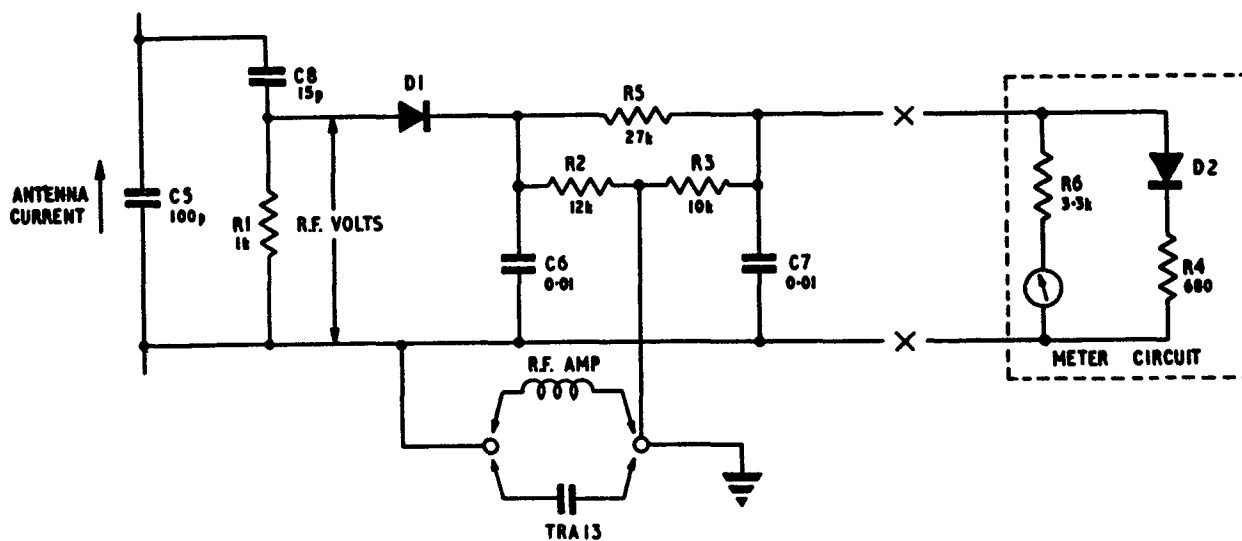 C8
15p
D1
R5
27k
R2
12k
R3
10k
ANTENNA
CURRENT
C5
100p
R1
1k
R.F. VOLTS
C6
0·01
C7
0·01
R6
3·3k
D2
R4
680
METER CIRCUIT
R.F. AMP
TRA13